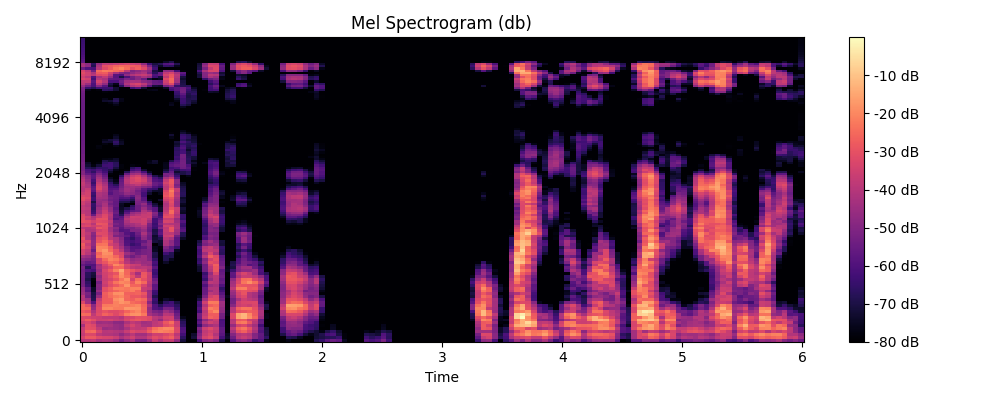 Mel Spectrogram (db)
8192
4096
2048
1024
512
0
Hz
0 1 2 3 4 5 6
Time
-10 dB
-20 dB
-30 dB
-40 dB
-50 dB
-60 dB
-70 dB
-80 dB